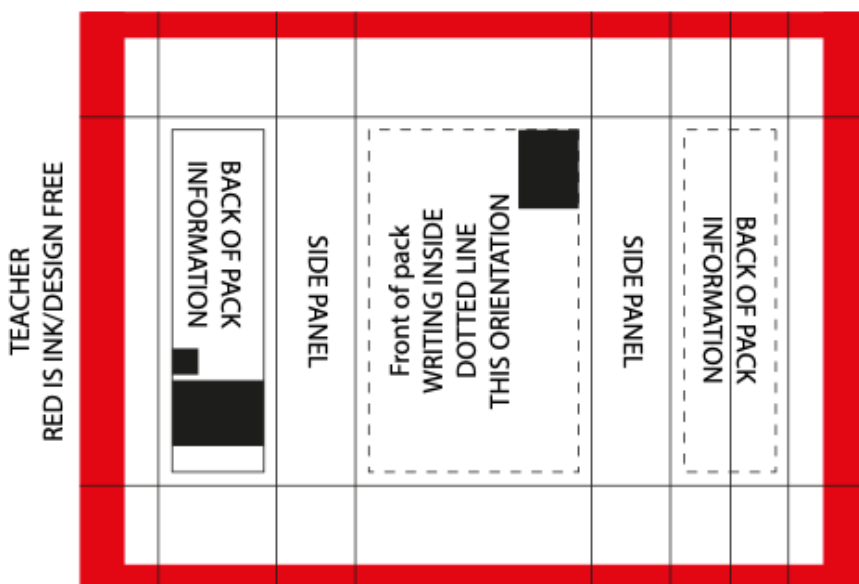 TEACHER
RED IS INK/DESIGN FREE
BACK OF PACK
INFORMATION
SIDE PANEL
Front of pack
WRITING INSIDE
DOTTED LINE
THIS ORIENTATION
SIDE PANEL
BACK OF PACK
INFORMATION